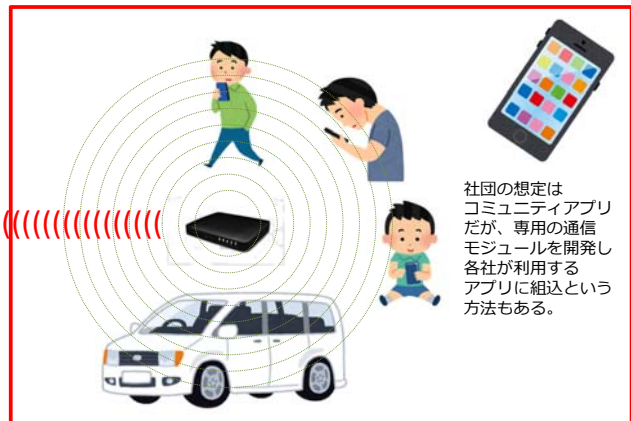 社団の想定は
コミュニティアプリ
だが、専用の通信
モジュールを開発し
各社が利用する
アプリに組込という
方法もある。